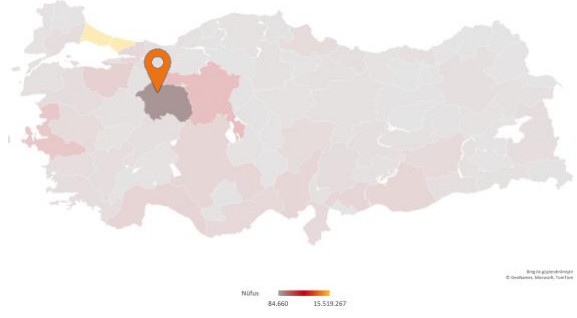 Bing ile güçlendirilmiştir
© GeoNames, Microsoft, TomTom
Nüfus
84.660 15.519.267